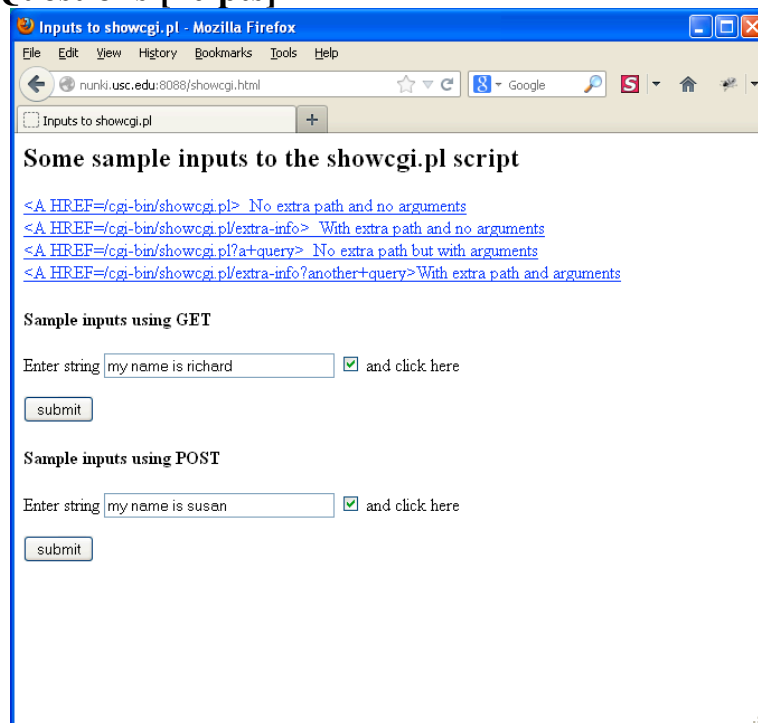 Inputs to showcgi.pl - Mozilla Firefox
File Edit View History Bookmarks Tools Help
nunki.usc.edu:8088/showcgi.html Google
Inputs to showcgi.pl
Some sample inputs to the showcgi.pl script
<A HREF=/cgi-bin/showcgi.pl> No extra path and no arguments
<A HREF=/cgi-bin/showcgi.pl/extra-info> With extra path and no arguments
<A HREF=/cgi-bin/showcgi.pl?a+query> No extra path but with arguments
<A HREF=/cgi-bin/showcgi.pl/extra-info?another+query>With extra path and arguments
Sample inputs using GET
Enter string my name is richard and click here
submit
Sample inputs using POST
Enter string my name is susan and click here
submit